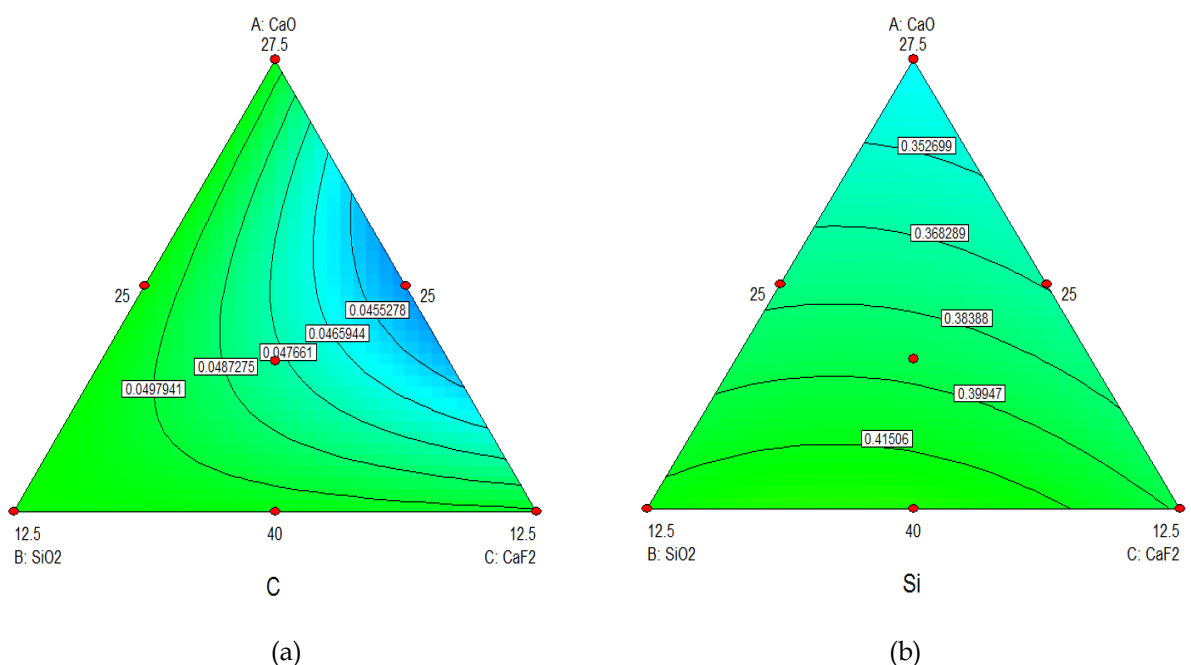 A: CaO
27.5
25
25
0.0455278
0.0465944
0.047661
0.0487275
0.0497941
12.5
40
12.5
B: SiO2
C: CaF2
C
(a)
A: CaO
27.5
0.352699
0.368289
25
25
0.38388
0.39947
0.41506
12.5
40
12.5
B: SiO2
C: CaF2
Si
(b)